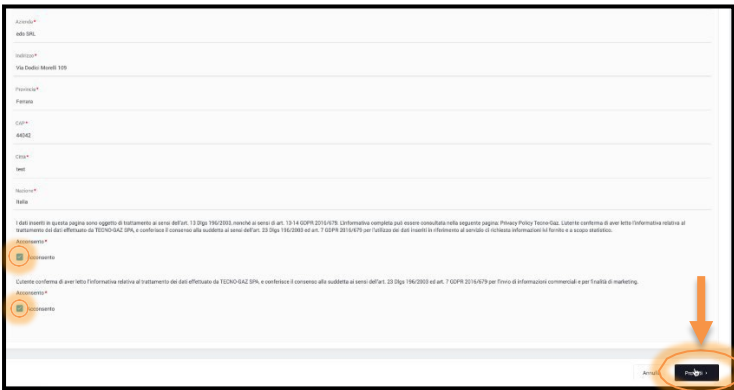 Azienda*
edo SRL
Indirizzo*
Via Dodici Morelli 105
Provincia*
Ferrara
CAP*
44042
Città*
test
Nazione*
Italia
I dati inseriti in questa pagina sono oggetto di trattamento ai sensi dell'art. 13 Dlgs 196/2003, nonché ai sensi di art. 13-14 GDPR 2016/679. L'informativa completa può essere consultata nella seguente pagina: Privacy Policy Tecno-Gaz. L'utente conferma di aver letto l'informativa relativa al
trattamento dei dati effettuato da TECNO-GAZ SPA, e conferisce il consenso alla suddetta ai sensi dell'art. 23 Dlgs 196/2003 ed art. 7 GDPR 2016/679 per l'utilizzo dei dati inseriti in riferimento al servizio di richiesta informazioni ivi fornito e a scopo statistico.
Acconsento*
Acconsento
L'utente conferma di aver letto l'informativa relativa al trattamento dei dati effettuato da TECNO-GAZ SPA, e conferisce il consenso alla suddetta ai sensi dell'art. 23 Dlgs 196/2003 ed art. 7 GDPR 2016/679 per l'invio di informazioni commerciali e per finalità di marketing.
Acconsento*
Acconsento